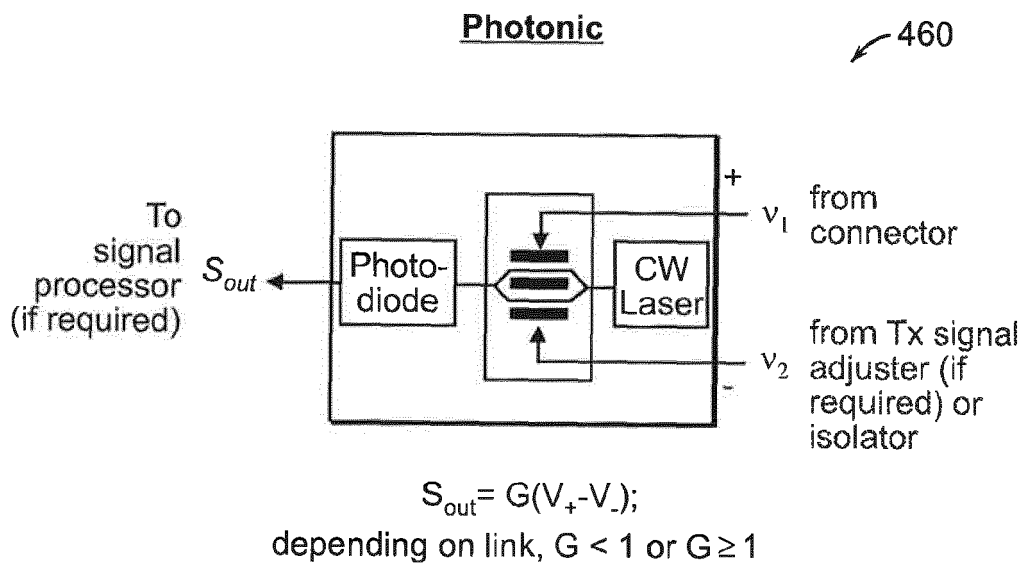 Photonic
460
To
signal
processor
(if required)
S_out
Photo-
diode
CW
Laser
+
ν₁
from
connector
ν₂
-
from Tx signal
adjuster (if
required) or
isolator
S_out = G(V₊-V₋);
depending on link, G < 1 or G ≥ 1